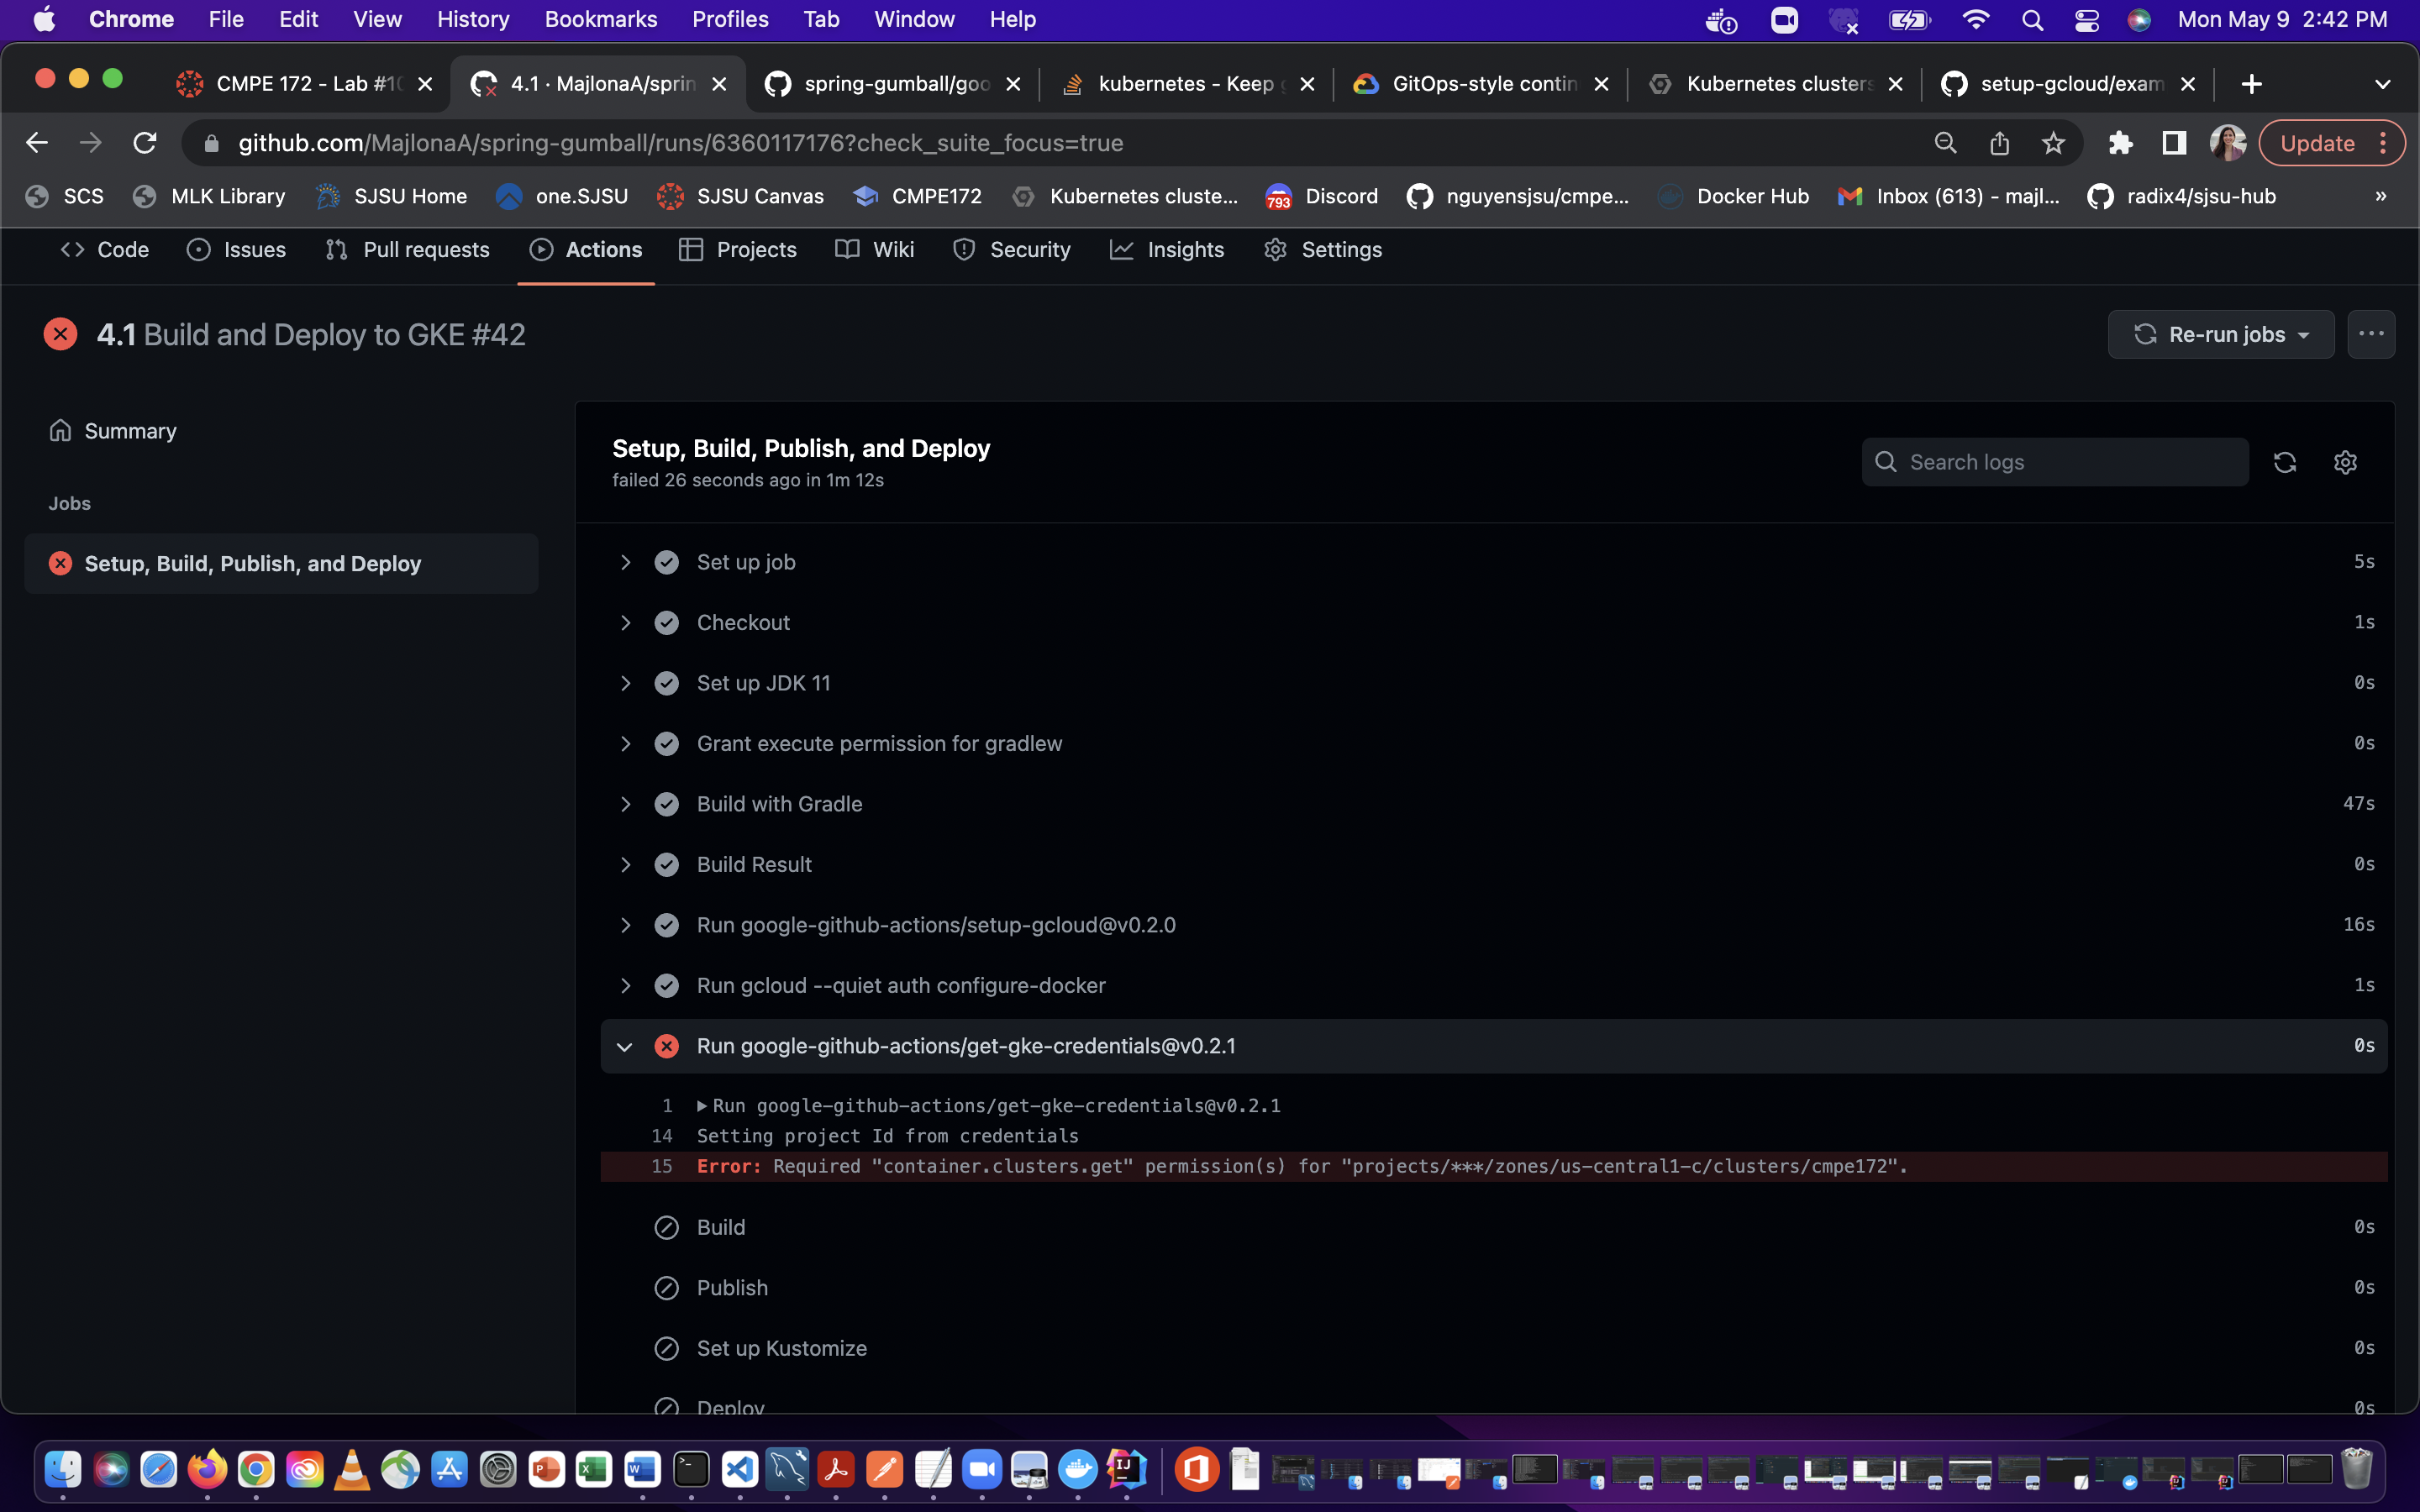 Chrome File Edit View History Bookmarks Profiles Tab Window Help Mon May 9 2:42 PM
CMPE 172 - Lab #10 4.1 · MajlonaA/sprin spring-gumball/goo kubernetes - Keep GitOps-style contin Kubernetes clusters setup-gcloud/exam
github.com/MajlonaA/spring-gumball/runs/6360117176?check_suite_focus=true Update
SCS MLK Library SJSU Home one.SJSU SJSU Canvas CMPE172 Kubernetes cluste... 793 Discord nguyensjsu/cmpe... Docker Hub Inbox (613) - majl... radix4/sjsu-hub »
Code Issues Pull requests Actions Projects Wiki Security Insights Settings
4.1 Build and Deploy to GKE #42 Re-run jobs
Summary
Jobs
Setup, Build, Publish, and Deploy
Setup, Build, Publish, and Deploy
failed 26 seconds ago in 1m 12s
Search logs
Set up job 5s
Checkout 1s
Set up JDK 11 0s
Grant execute permission for gradlew 0s
Build with Gradle 47s
Build Result 0s
Run google-github-actions/setup-gcloud@v0.2.0 16s
Run gcloud --quiet auth configure-docker 1s
Run google-github-actions/get-gke-credentials@v0.2.1 0s
1 Run google-github-actions/get-gke-credentials@v0.2.1
14 Setting project Id from credentials
15 Error: Required "container.clusters.get" permission(s) for "projects/***/zones/us-central1-c/clusters/cmpe172".
Build 0s
Publish 0s
Set up Kustomize 0s
Deploy 0s